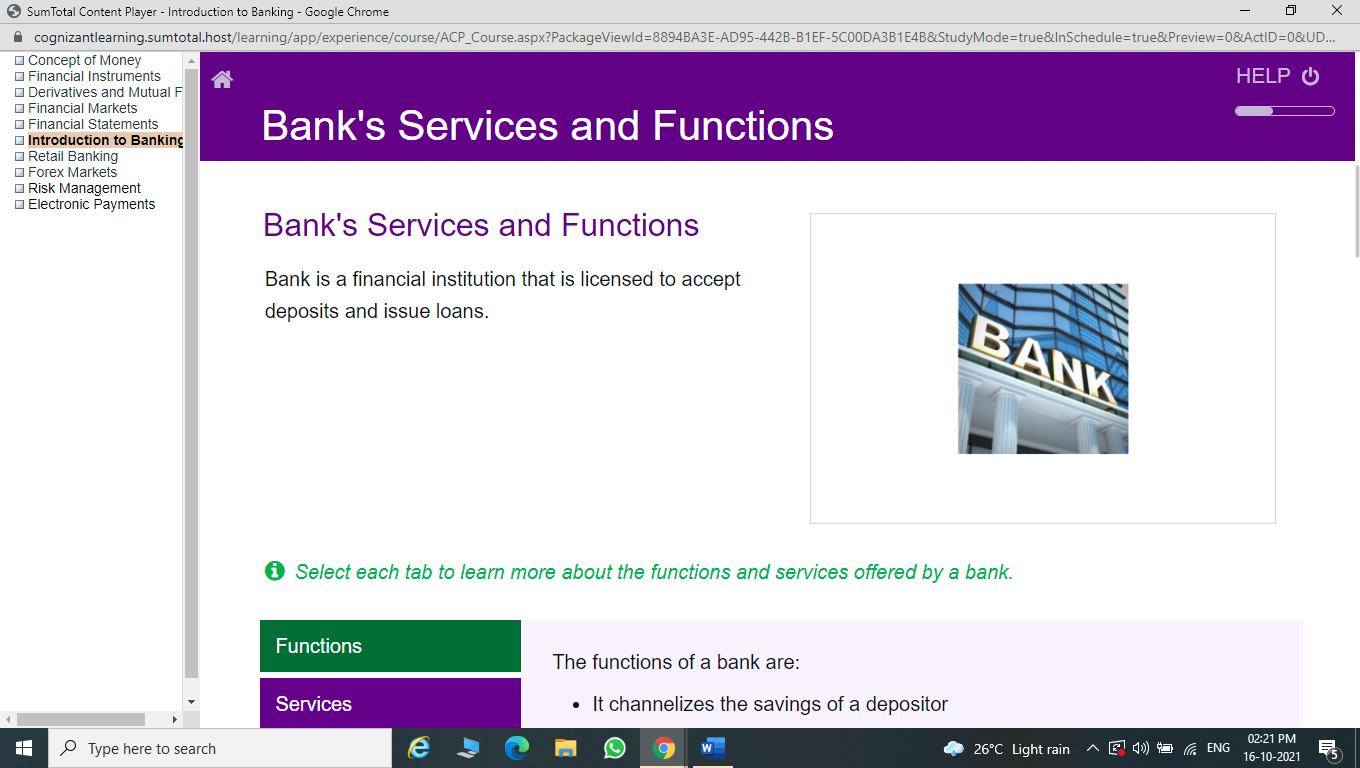 SumTotal Content Player - Introduction to Banking - Google Chrome
cognizantlearning.sumtotal.host/learning/app/experience/course/ACP_Course.aspx?PackageViewId=8894BA3E-AD95-442B-B1EF-5C00DA3B1E4B&StudyMode=true&InSchedule=true&Preview=0&ActID=0&UD...
Concept of Money
Financial Instruments
Derivatives and Mutual F
Financial Markets
Financial Statements
Introduction to Banking
Retail Banking
Forex Markets
Risk Management
Electronic Payments
HELP
Bank's Services and Functions
Bank's Services and Functions
Bank is a financial institution that is licensed to accept
deposits and issue loans.
BANK
Select each tab to learn more about the functions and services offered by a bank.
Functions
Services
The functions of a bank are:
• It channelizes the savings of a depositor
Type here to search
26°C Light rain
ENG
02:21 PM
16-10-2021
5